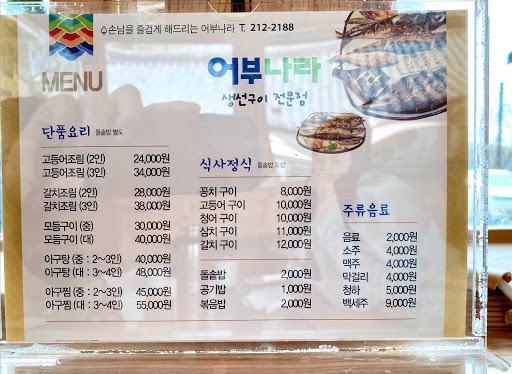 손님을 즐겁게 해드리는 어부나라 T. 212-2188
MENU
어부나라
생선구이 전문점
단품요리 돌솥밥 별도
고등어조림 (2인) 24,000원
고등어조림 (3인) 34,000원
갈치조림 (2인) 28,000원
갈치조림 (3인) 38,000원
모듬구이 (중) 30,000원
모듬구이 (대) 40,000원
아구탕 (중 : 2~3인) 40,000원
아구탕 (대 : 3~4인) 48,000원
아구찜 (중 : 2~3인) 45,000원
아구찜 (대 : 3~4인) 55,000원
식사정식 돌솥밥 포함
꽁치 구이 8,000원
고등어 구이 10,000원
청어 구이 10,000원
삼치 구이 11,000원
갈치 구이 12,000원
돌솥밥 2,000원
공기밥 1,000원
볶음밥 2,000원
주류음료
음료 2,000원
소주 4,000원
맥주 4,000원
막걸리 4,000원
청하 5,000원
백세주 9,000원